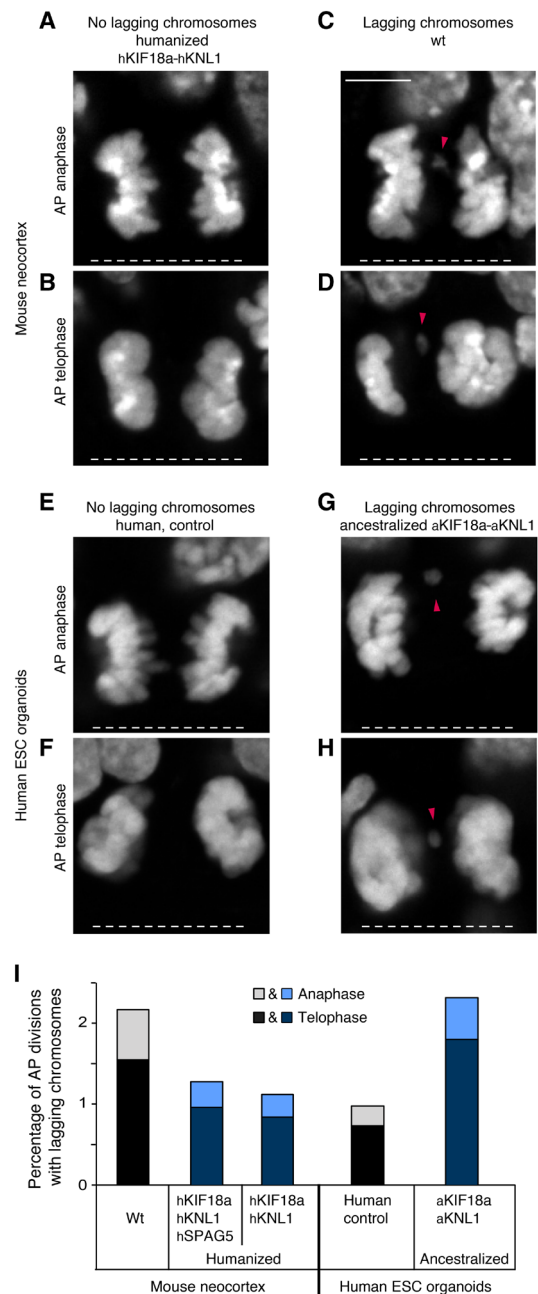 A
No lagging chromosomes
humanized
hKIF18a-hKNL1
C
Lagging chromosomes
wt
Mouse neocortex
AP anaphase
B
D
AP telophase
E
No lagging chromosomes
human, control
G
Lagging chromosomes
ancestralized aKIF18a-aKNL1
Human ESC organoids
AP anaphase
F
H
AP telophase
I
Percentage of AP divisions
with lagging chromosomes
2
1
0
& Anaphase
& Telophase
Wt
hKIF18a
hKNL1
hSPAG5
hKIF18a
hKNL1
Human
control
aKIF18a
aKNL1
Humanized
Ancestralized
Mouse neocortex
Human ESC organoids